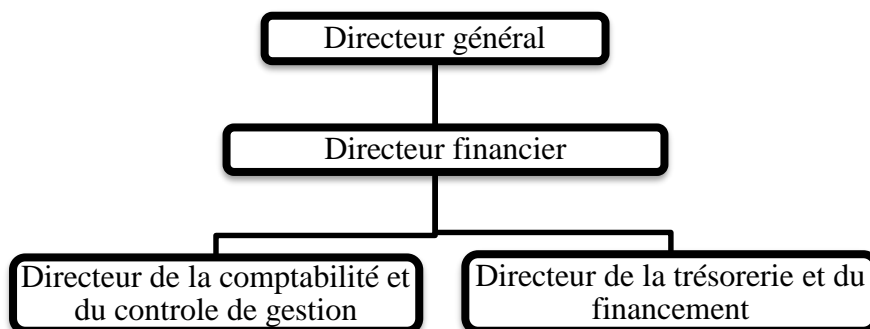 Directeur général
Directeur financier
Directeur de la comptabilité et
du controle de gestion
Directeur de la trésorerie et du
financement